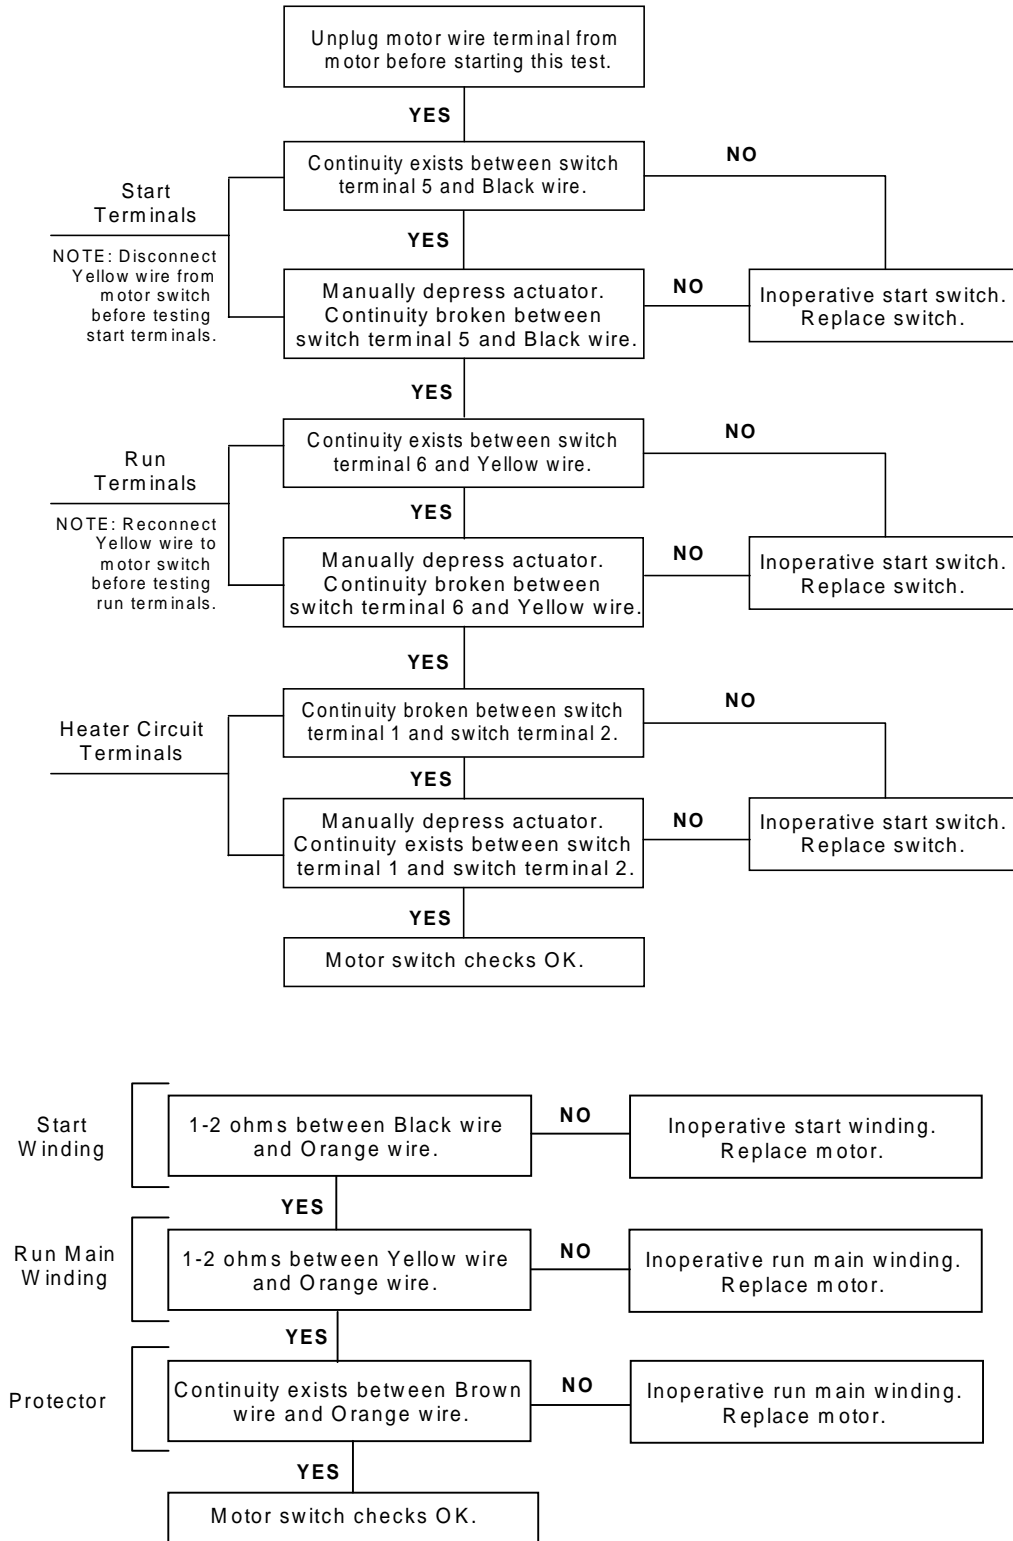 Unplug motor wire terminal from
motor before starting this test.
YES
Continuity exists between switch
terminal 5 and Black wire.
NO
Start
Terminals
NOTE: Disconnect
Yellow wire from
motor switch
before testing
start terminals.
YES
Manually depress actuator.
Continuity broken between
switch terminal 5 and Black wire.
NO
Inoperative start switch.
Replace switch.
YES
Continuity exists between switch
terminal 6 and Yellow wire.
NO
Run
Terminals
NOTE: Reconnect
Yellow wire to
motor switch
before testing
run terminals.
YES
Manually depress actuator.
Continuity broken between
switch terminal 6 and Yellow wire.
NO
Inoperative start switch.
Replace switch.
YES
Continuity broken between switch
terminal 1 and switch terminal 2.
NO
Heater Circuit
Terminals
YES
Manually depress actuator.
Continuity exists between switch
terminal 1 and switch terminal 2.
NO
Inoperative start switch.
Replace switch.
YES
Motor switch checks OK.
Start
Winding
1-2 ohms between Black wire
and Orange wire.
NO
Inoperative start winding.
Replace motor.
YES
Run Main
Winding
1-2 ohms between Yellow wire
and Orange wire.
NO
Inoperative run main winding.
Replace motor.
YES
Protector
Continuity exists between Brown
wire and Orange wire.
NO
Inoperative run main winding.
Replace motor.
YES
Motor switch checks OK.